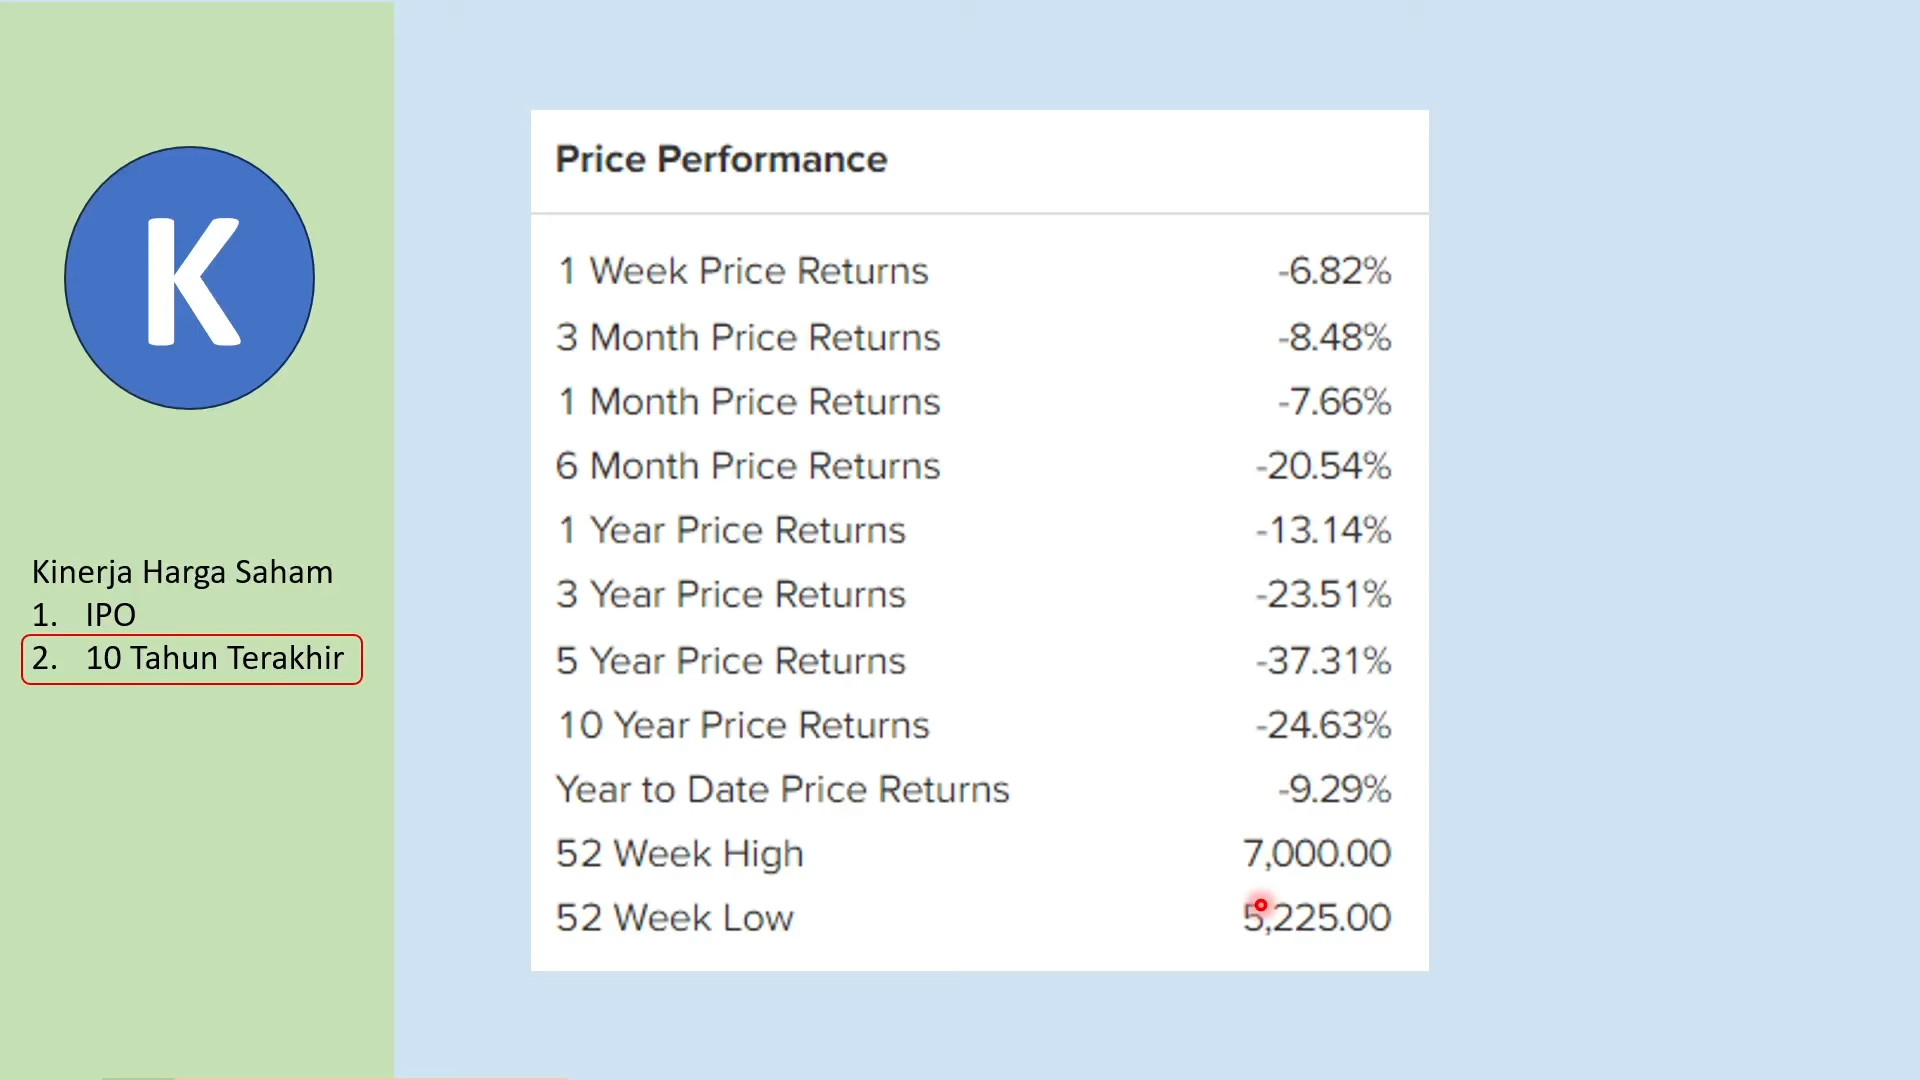 K
Kinerja Harga Saham
1. IPO
2. 10 Tahun Terakhir
Price Performance
1 Week Price Returns -6.82%
3 Month Price Returns -8.48%
1 Month Price Returns -7.66%
6 Month Price Returns -20.54%
1 Year Price Returns -13.14%
3 Year Price Returns -23.51%
5 Year Price Returns -37.31%
10 Year Price Returns -24.63%
Year to Date Price Returns -9.29%
52 Week High 7,000.00
52 Week Low 5,225.00